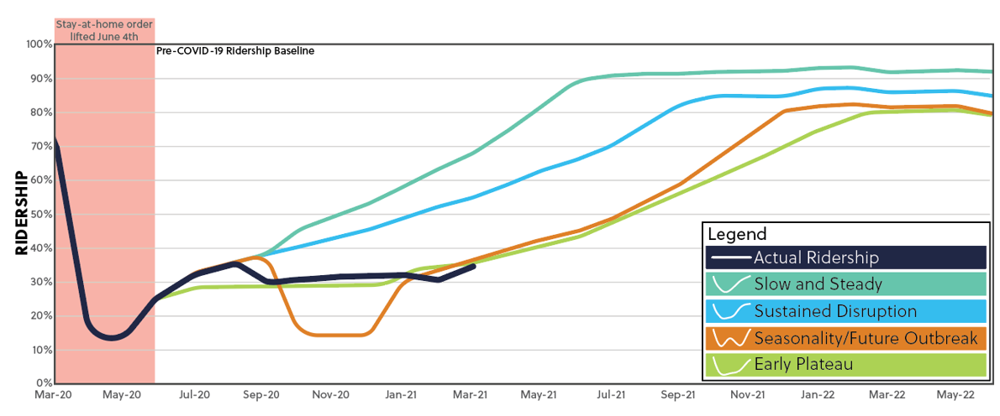 Stay-at-home order
lifted June 4th
Pre-COVID-19 Ridership Baseline
RIDERSHIP
100%
90%
80%
70%
60%
50%
40%
30%
20%
10%
0%
Mar-20 May-20 Jul-20 Sep-20 Nov-20 Jan-21 Mar-21 May-21 Jul-21 Sep-21 Nov-21 Jan-22 Mar-22 May-22
Legend
Actual Ridership
Slow and Steady
Sustained Disruption
Seasonality/Future Outbreak
Early Plateau